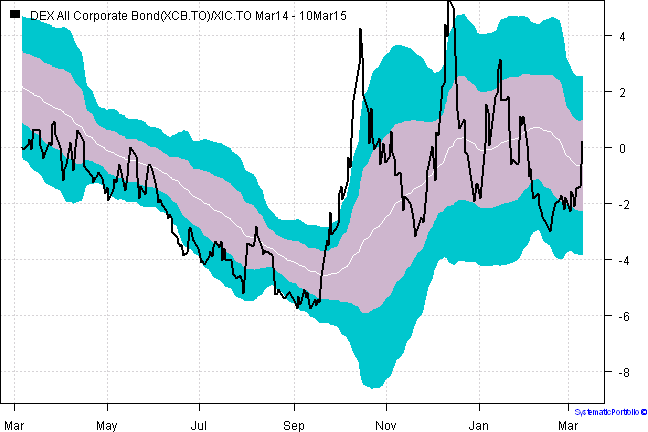 DEX All Corporate Bond(XCB.TO)/XIC.TO Mar14 - 10Mar15
4
2
0
-2
-4
-6
-8
Mar May Jul Sep Nov Jan Mar
SystematicPortfolio ©